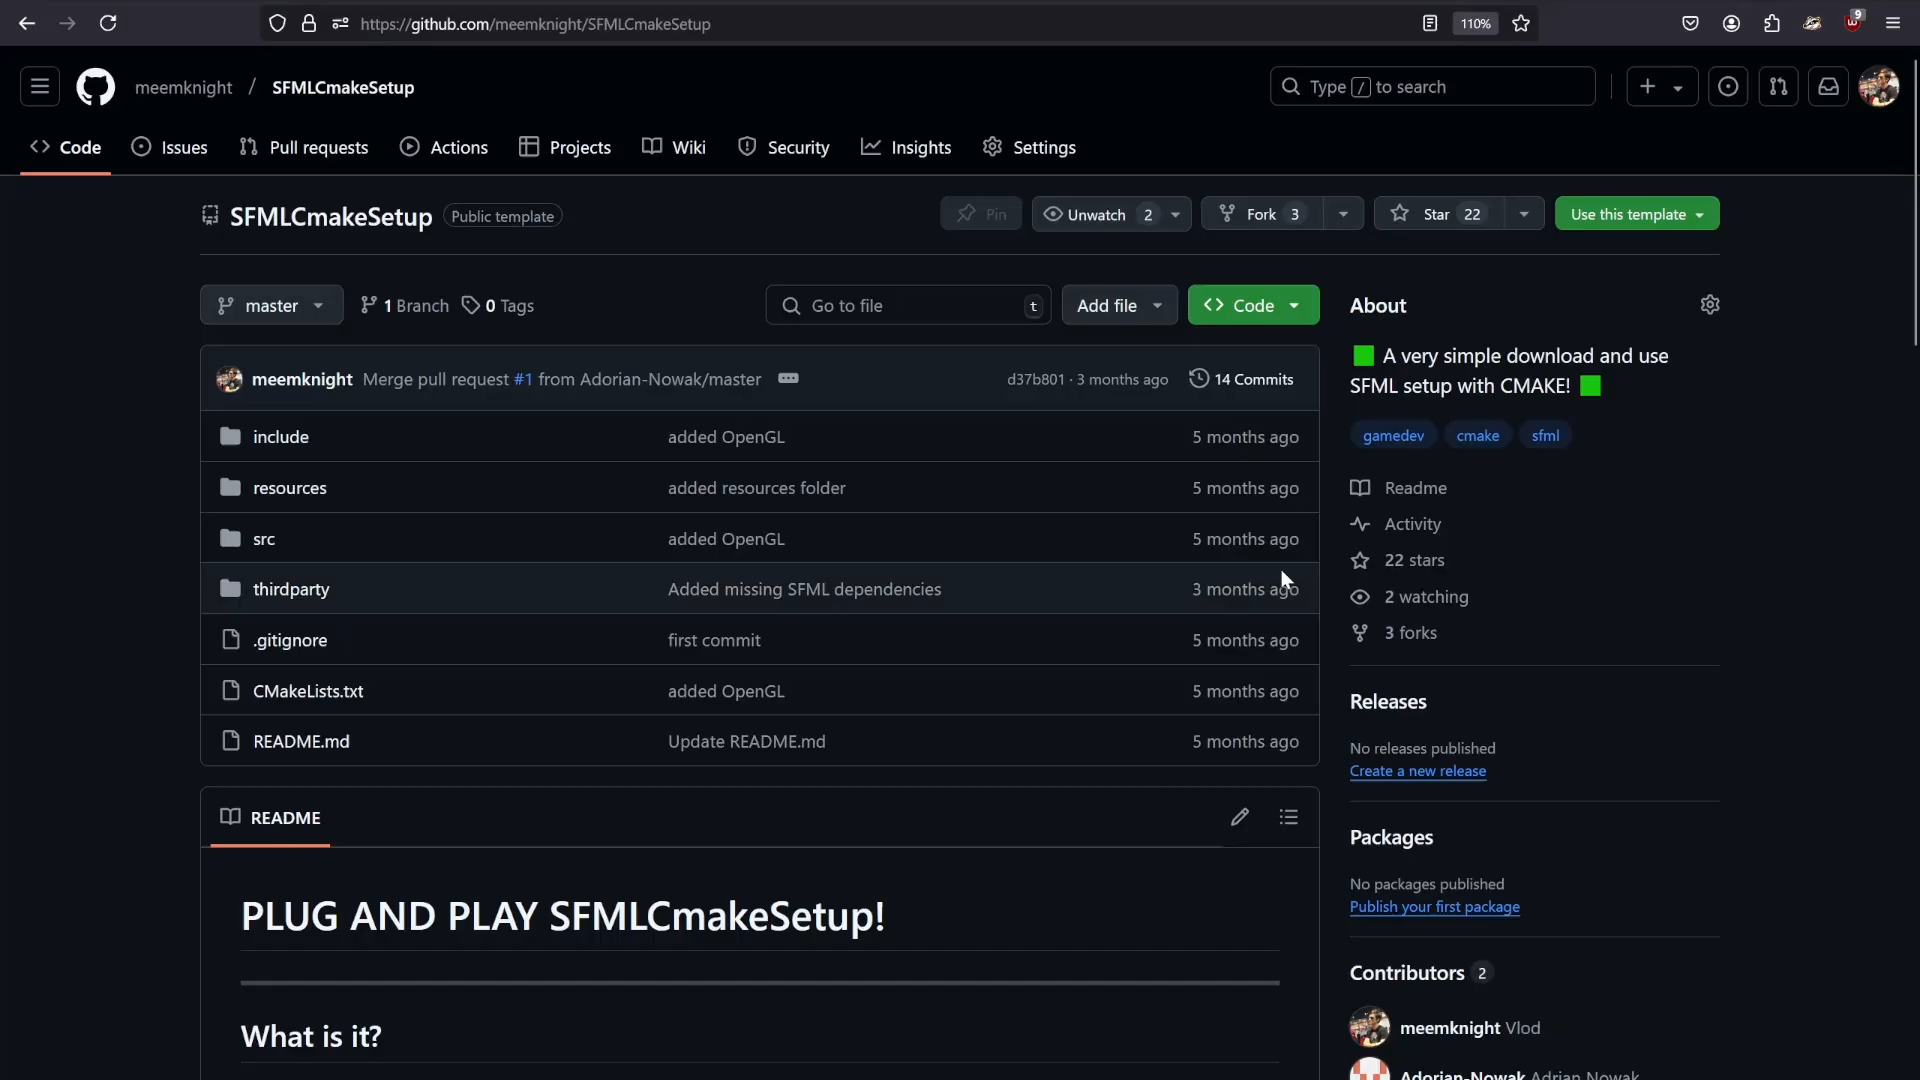 https://github.com/meemknight/SFMLCmakeSetup
110%
9
meemknight / SFMLCmakeSetup
Type / to search
Code Issues Pull requests Actions Projects Wiki Security Insights Settings
SFMLCmakeSetup Public template
Pin Unwatch 2 Fork 3 Star 22 Use this template
master 1 Branch 0 Tags Go to file t Add file Code
meemknight Merge pull request #1 from Adorian-Nowak/master d37b801 · 3 months ago 14 Commits
include added OpenGL 5 months ago
resources added resources folder 5 months ago
src added OpenGL 5 months ago
thirdparty Added missing SFML dependencies 3 months ago
.gitignore first commit 5 months ago
CMakeLists.txt added OpenGL 5 months ago
README.md Update README.md 5 months ago
README
PLUG AND PLAY SFMLCmakeSetup!
What is it?
About
A very simple download and use
SFML setup with CMAKE!
gamedev cmake sfml
Readme
Activity
22 stars
2 watching
3 forks
Releases
No releases published
Create a new release
Packages
No packages published
Publish your first package
Contributors 2
meemknight Vlod
Adorian-Nowak Adrian Nowak